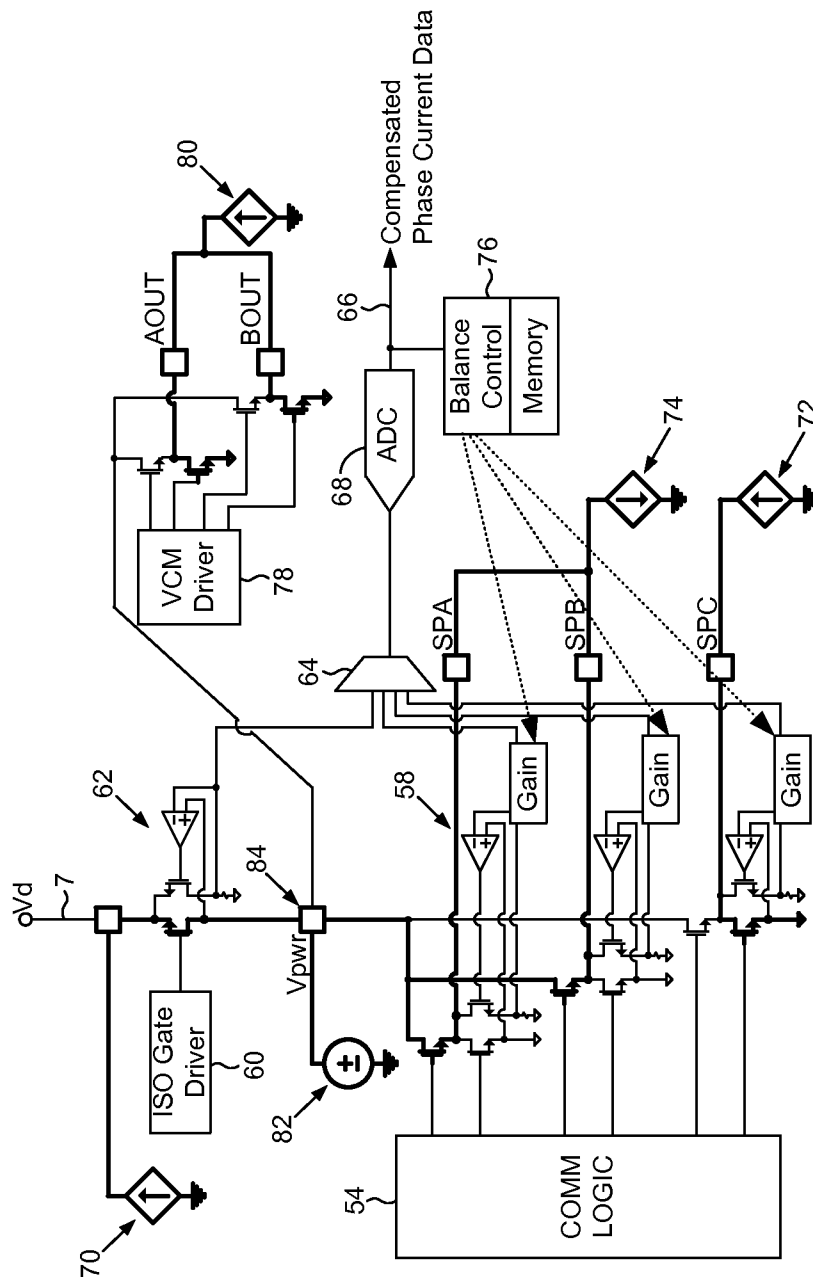 Vd
7
62
ISO Gate
Driver
60
70
84
Vpwr
82
VCM
Driver
78
AOUT
BOUT
80
64
68
ADC
66
Compensated
Phase Current Data
Balance
Control
Memory
76
58
SPA
SPB
SPC
74
72
Gain
Gain
Gain
54
COMM
LOGIC
- +
- +
- +
- +
±